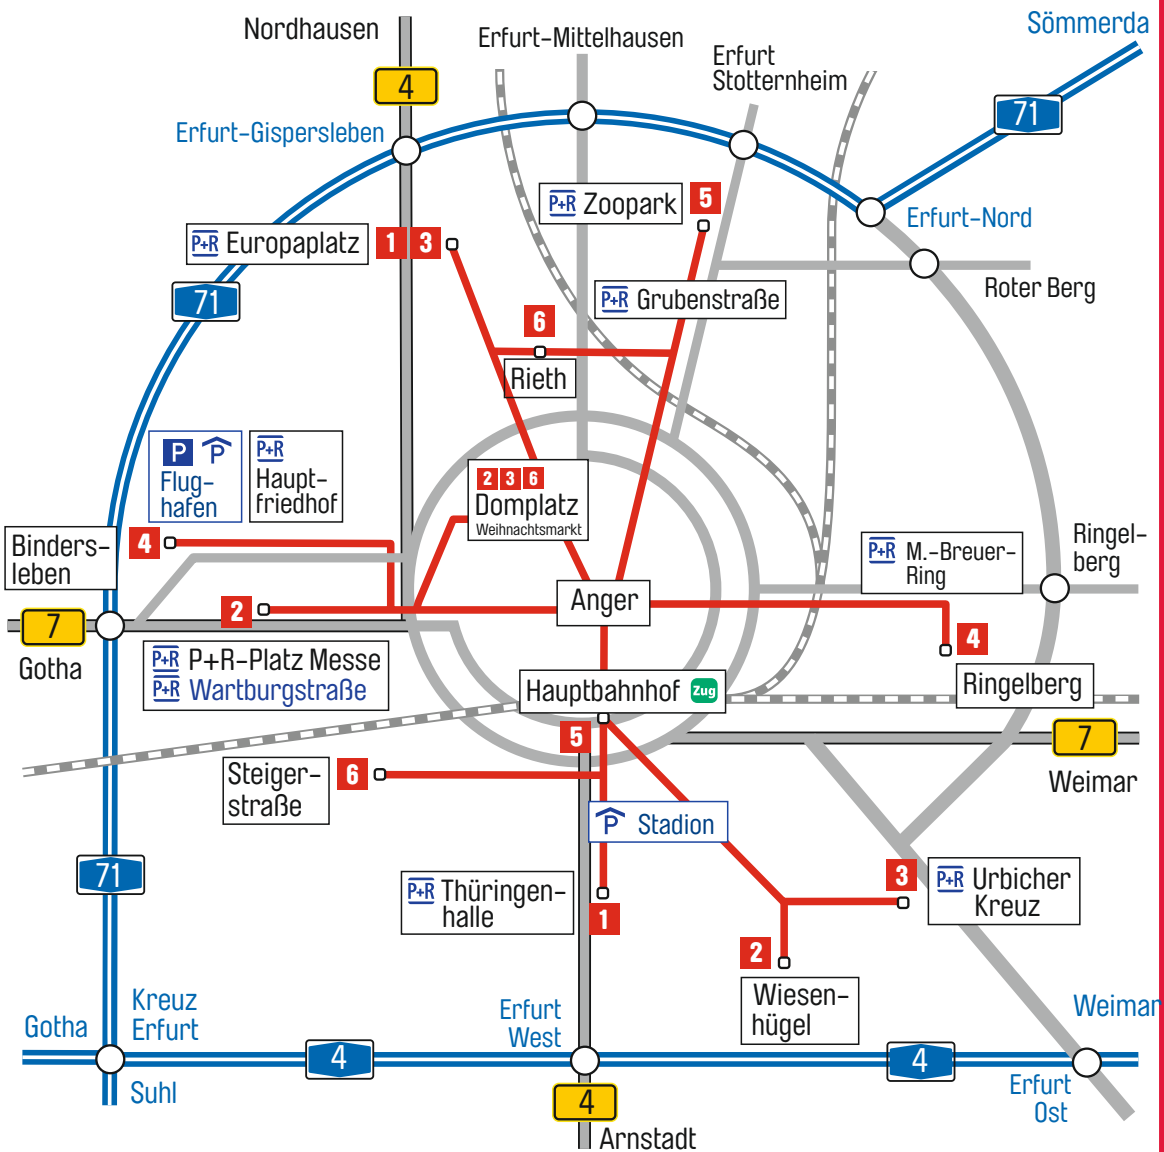 Sömmerda
Nordhausen
Erfurt-Mittelhausen
Erfurt
Stotternheim
4
71
Erfurt-Gispersleben
P+R Zoopark
5
Erfurt-Nord
P+R Europaplatz
1 3
Roter Berg
71
P+R Grubenstraße
6
Rieth
P P
Flug-
hafen
P+R
Haupt-
friedhof
2 3 6
Domplatz
Weihnachtsmarkt
Binders-
leben
4
P+R M.-Breuer-
Ring
Ringel-
berg
7
Gotha
2
Anger
4
P+R P+R-Platz Messe
P+R Wartburgstraße
Hauptbahnhof Zug
Ringelberg
5
7
Weimar
Steiger-
straße
6
P Stadion
71
P+R Thüringen-
halle
1
3
P+R Urbicher
Kreuz
2
Wiesen-
hügel
Gotha
Kreuz
Erfurt
Erfurt
West
Weimar
4
4
Suhl
Erfurt
Ost
4
Arnstadt